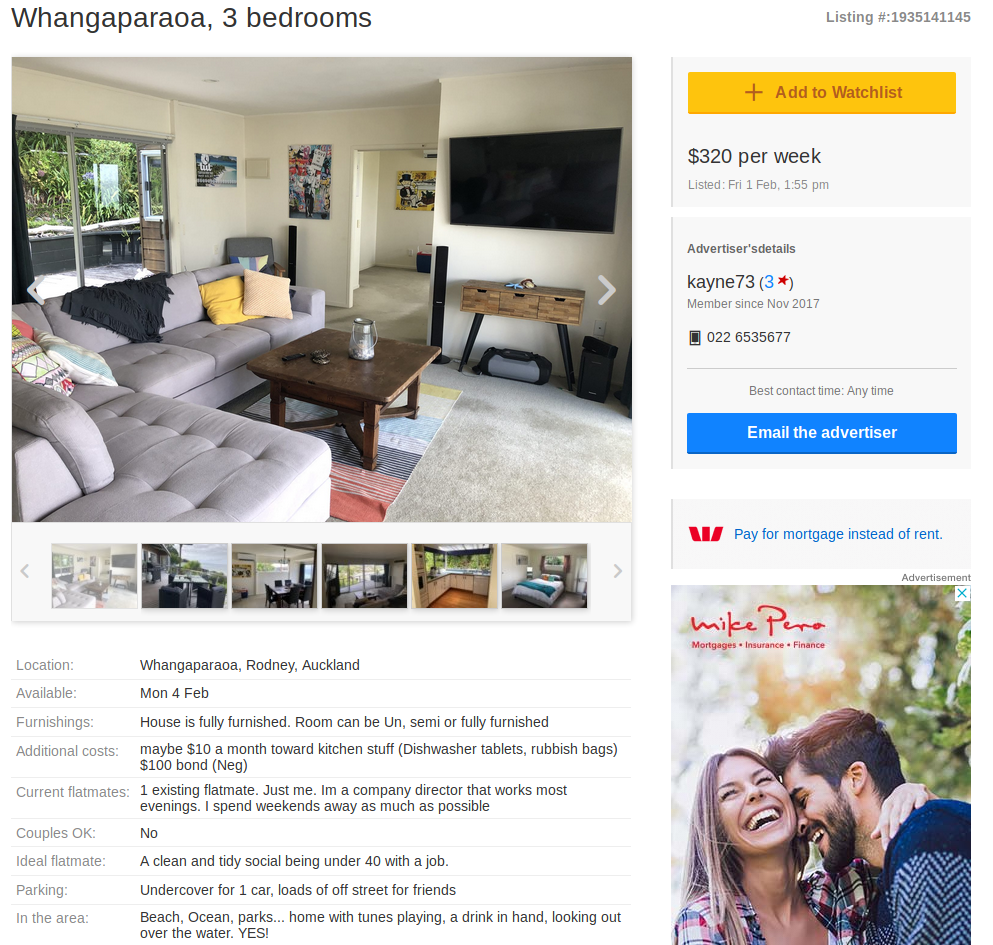 Whangaparaoa, 3 bedrooms
Listing #:1935141145
Add to Watchlist
$320 per week
Listed: Fri 1 Feb, 1:55 pm
Advertiser'sdetails
kayne73 (3)
Member since Nov 2017
022 6535677
Best contact time: Any time
Email the advertiser
Pay for mortgage instead of rent.
Advertisement
mike Pero
Mortgages • Insurance • Finance
Location: Whangaparaoa, Rodney, Auckland
Available: Mon 4 Feb
Furnishings: House is fully furnished. Room can be Un, semi or fully furnished
Additional costs: maybe $10 a month toward kitchen stuff (Dishwasher tablets, rubbish bags)
$100 bond (Neg)
Current flatmates: 1 existing flatmate. Just me. Im a company director that works most
evenings. I spend weekends away as much as possible
Couples OK: No
Ideal flatmate: A clean and tidy social being under 40 with a job.
Parking: Undercover for 1 car, loads of off street for friends
In the area: Beach, Ocean, parks... home with tunes playing, a drink in hand, looking out
over the water. YES!